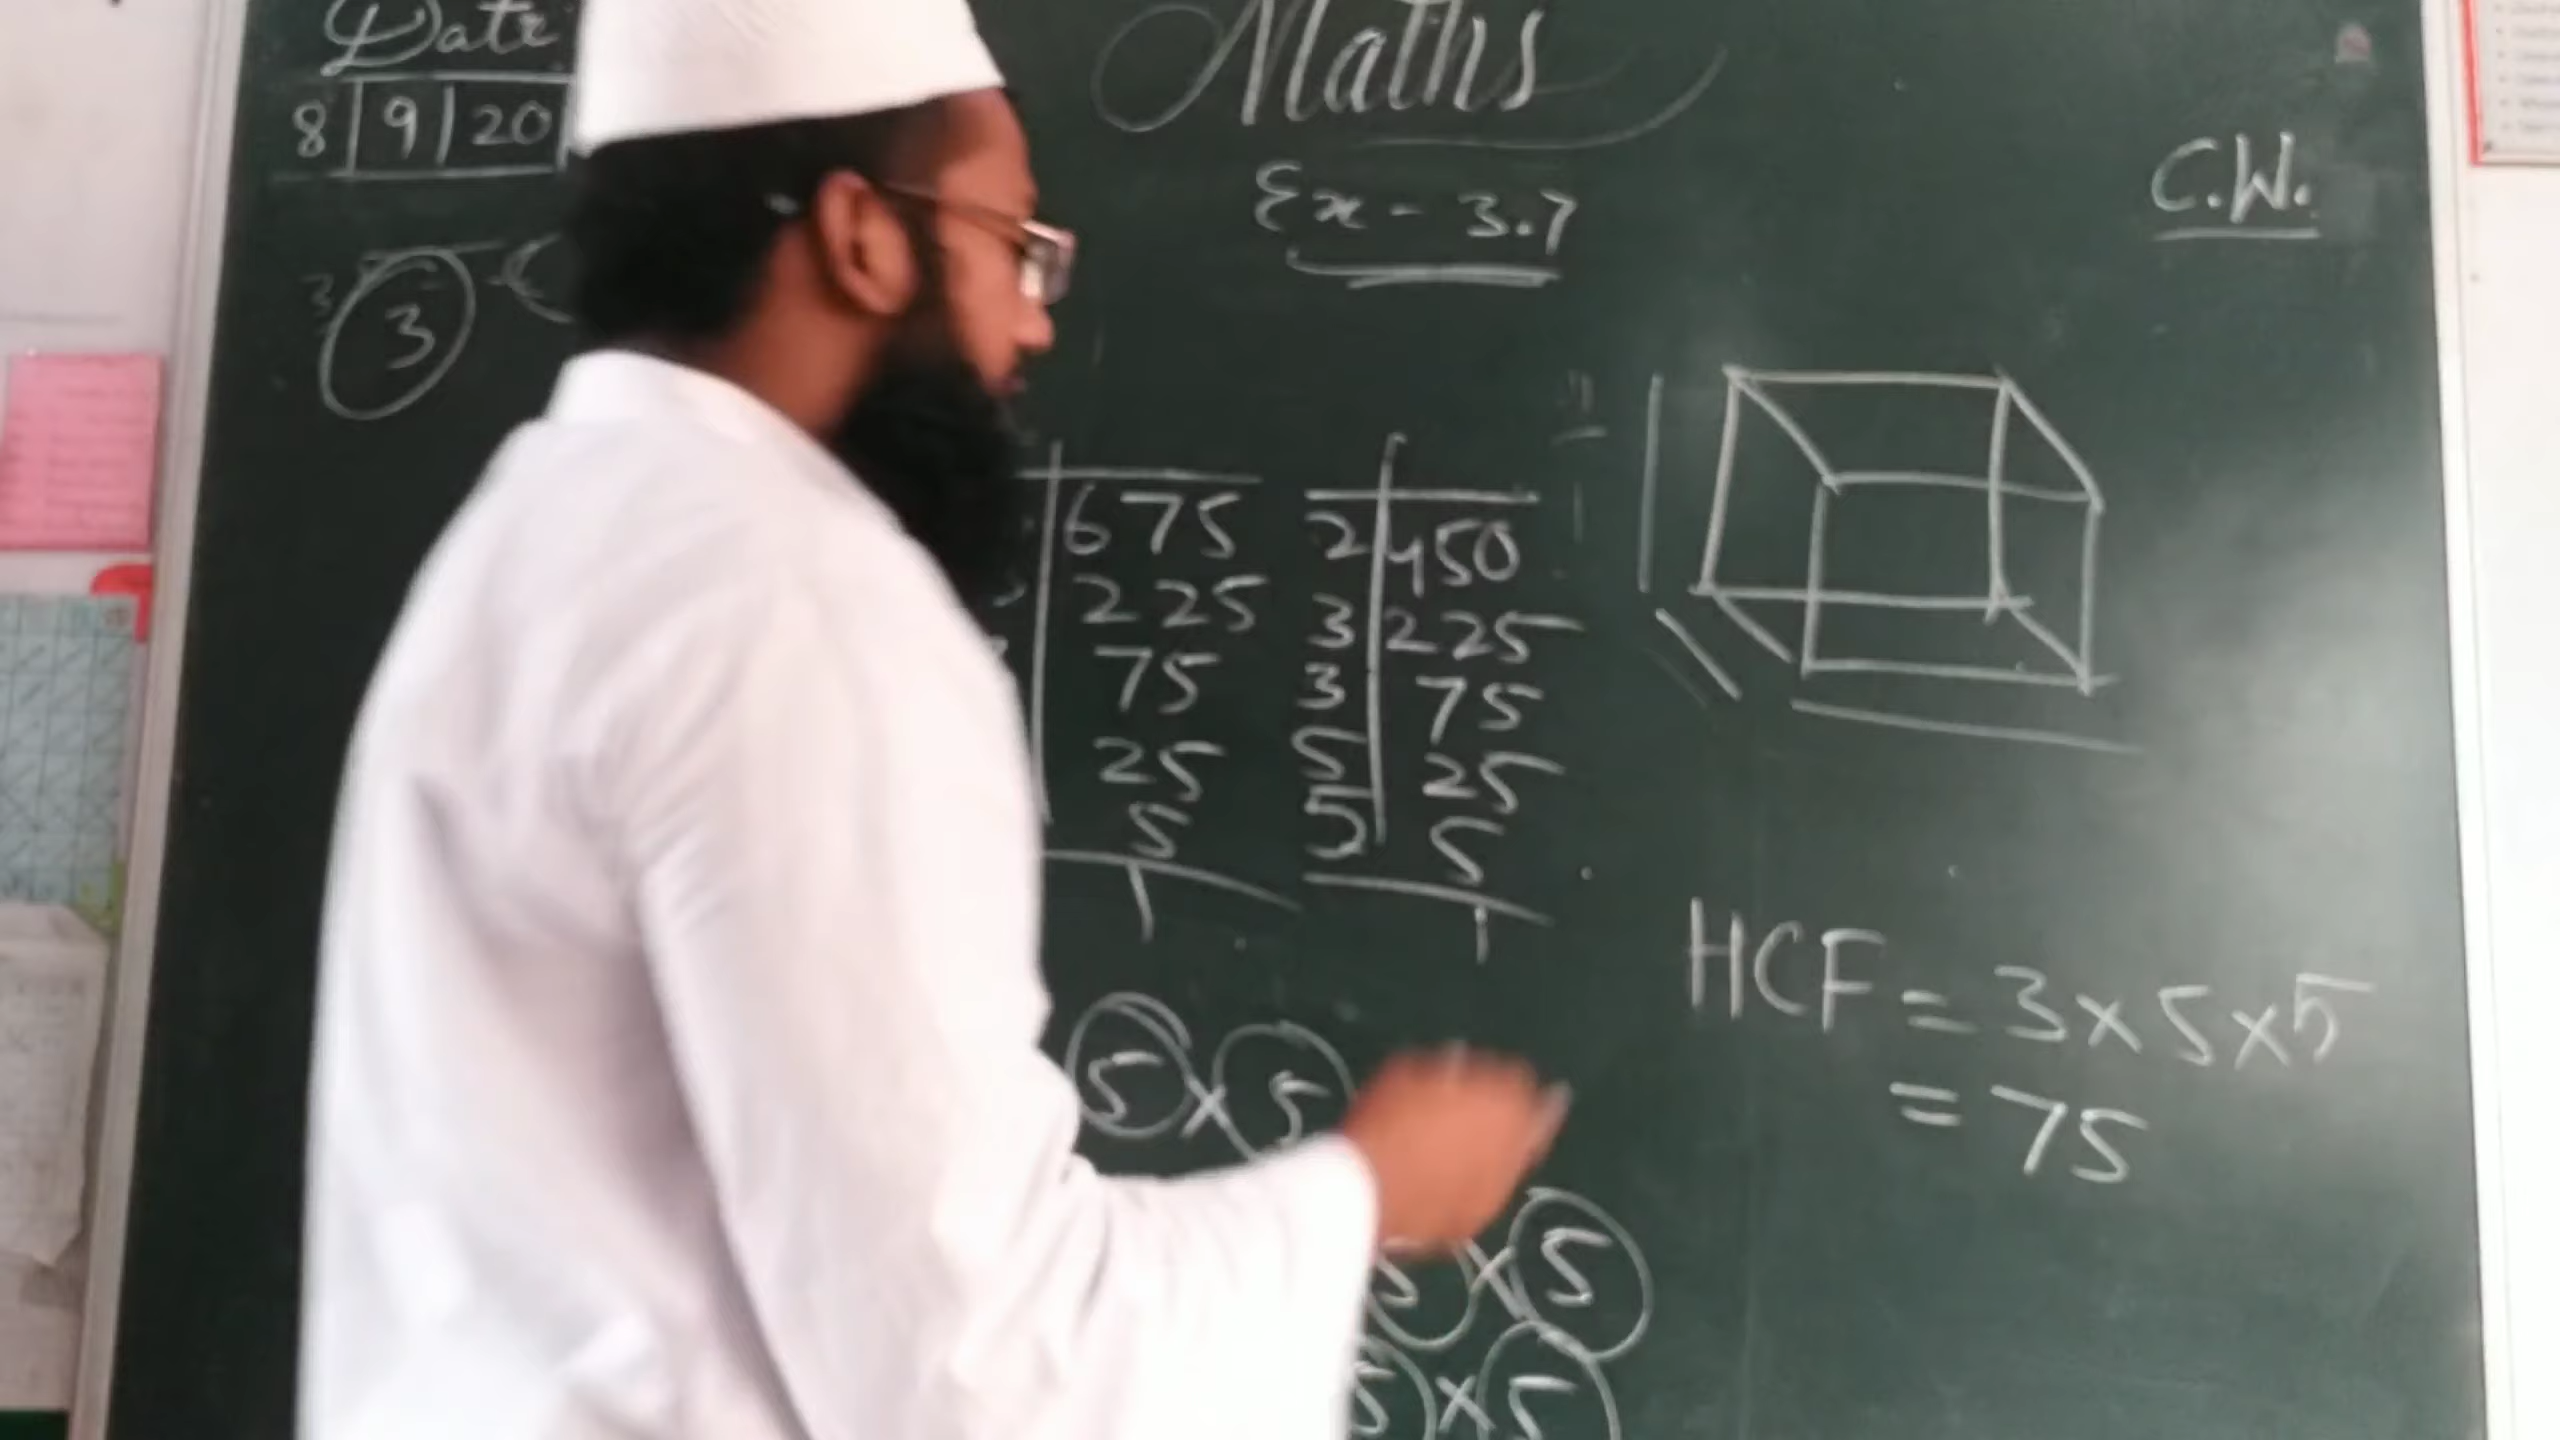 Date
Maths
8 | 9 | 20
C.W.
Ex - 3.7
3
675
225
75
25
5
1
2 | 450
3 | 225
3 | 75
5 | 25
5 | 5
1
HCF = 3 × 5 × 5
= 75
5 × 5
× 5
5 × 5